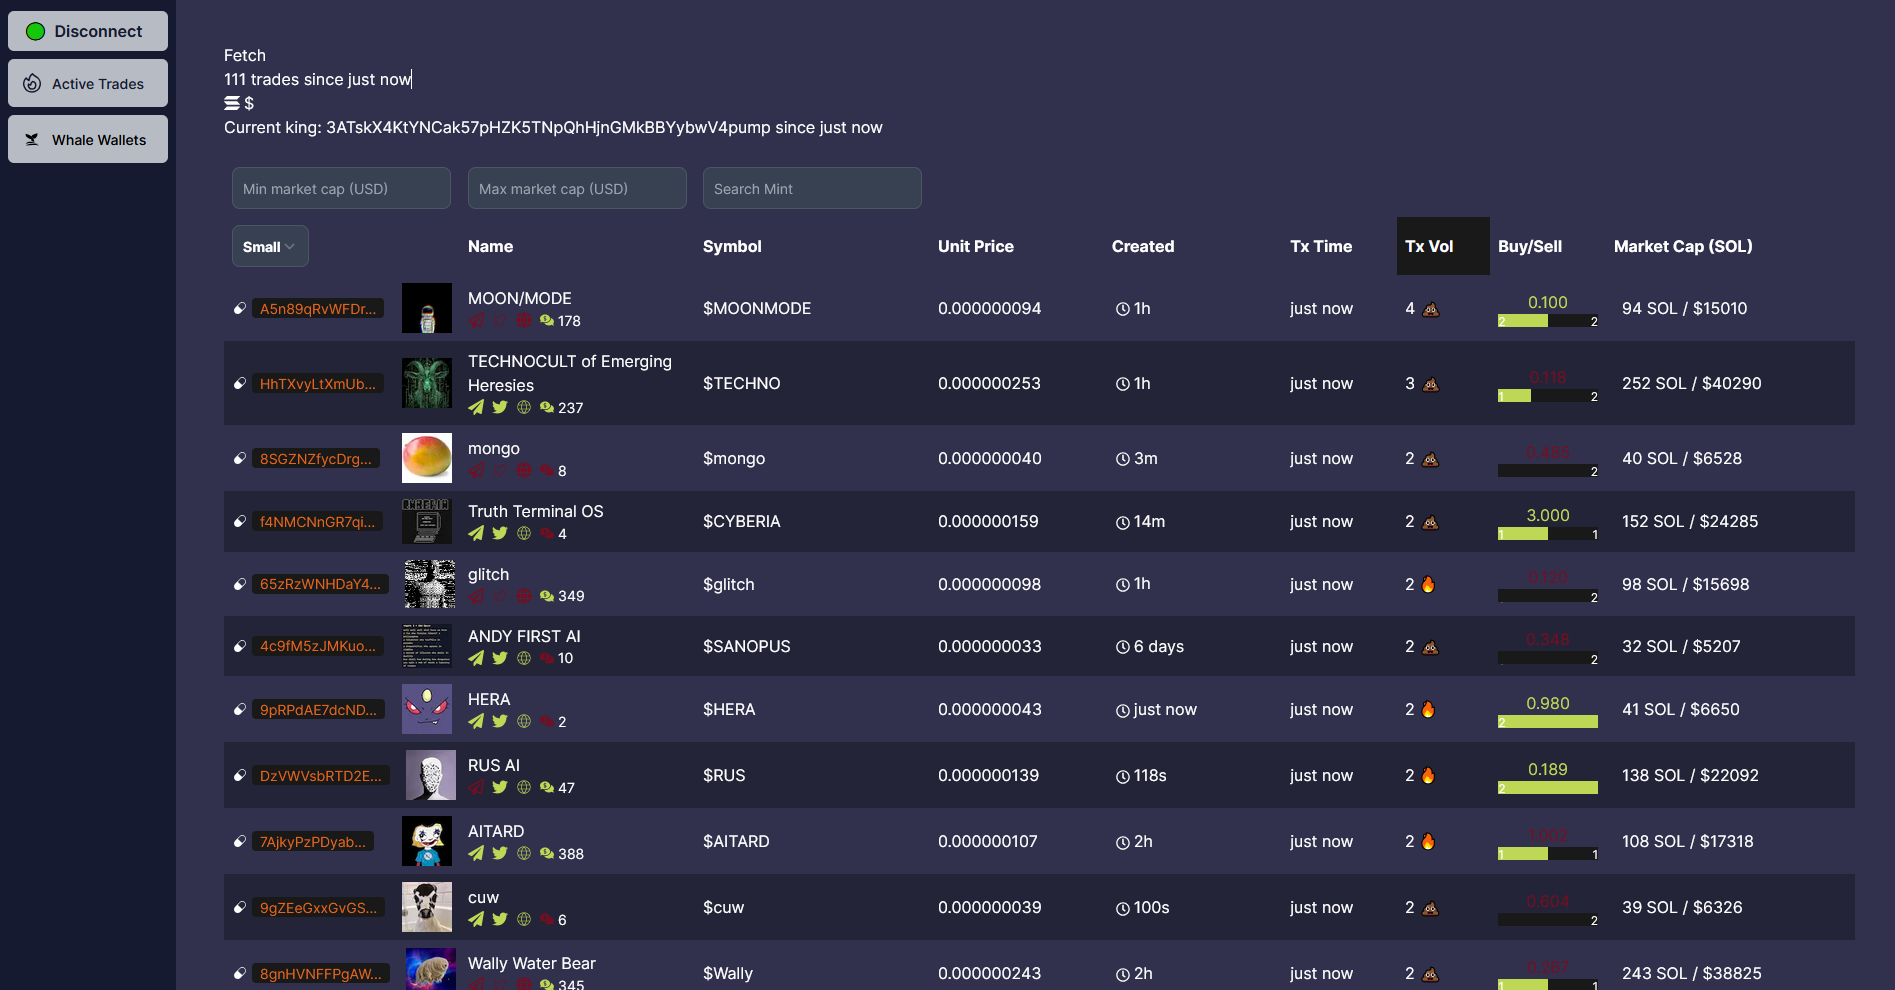 Disconnect
Active Trades
Whale Wallets
Fetch
111 trades since just now
$
Current king: 3ATskX4KtYNCak57pHZK5TNpQhHjnGMkBBYybwV4pump since just now
Min market cap (USD) Max market cap (USD) Search Mint
Small Name Symbol Unit Price Created Tx Time Tx Vol Buy/Sell Market Cap (SOL)
A5n89qRvWFDr... MOON/MODE 178 $MOONMODE 0.000000094 1h just now 4 0.100 2 2 94 SOL / $15010
HhTXvyLtXmUb... TECHNOCULT of Emerging Heresies 237 $TECHNO 0.000000253 1h just now 3 0.118 1 2 252 SOL / $40290
8SGZNZfycDrg... mongo 8 $mongo 0.000000040 3m just now 2 0.485 2 40 SOL / $6528
f4NMCNnGR7qi... Truth Terminal OS 4 $CYBERIA 0.000000159 14m just now 2 3.000 1 1 152 SOL / $24285
65zRzWNHDaY4... glitch 349 $glitch 0.000000098 1h just now 2 2 98 SOL / $15698
4c9fM5zJMKuo... ANDY FIRST AI 10 $SANOPUS 0.000000033 6 days just now 2 0.348 2 32 SOL / $5207
9pRPdAE7dcND... HERA 2 $HERA 0.000000043 just now just now 2 0.980 2 41 SOL / $6650
DzVWVsbRTD2E... RUS AI 47 $RUS 0.000000139 118s just now 2 0.189 2 138 SOL / $22092
7AjkyPzPDyab... AITARD 388 $AITARD 0.000000107 2h just now 2 1.002 1 1 108 SOL / $17318
9gZEeGxxGvGS... cuw 6 $cuw 0.000000039 100s just now 2 0.604 2 39 SOL / $6326
8gnHVNFFPgAW... Wally Water Bear 345 $Wally 0.000000243 2h just now 2 1 1 243 SOL / $38825